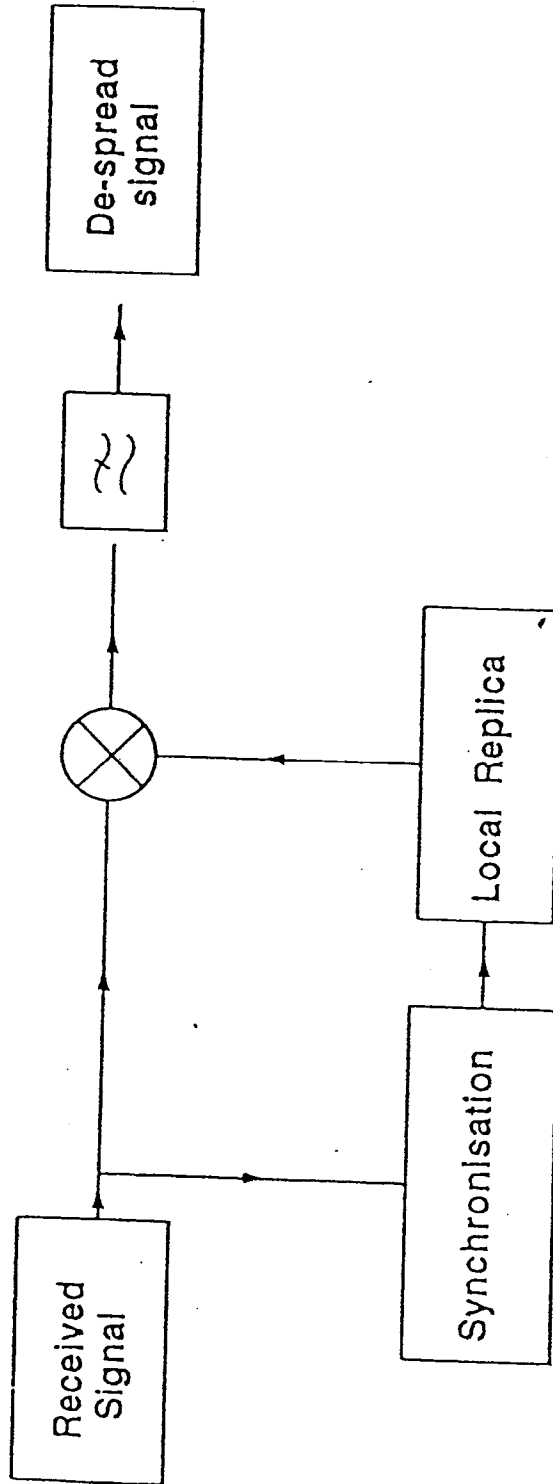 Received
Signal
De-spread
signal
Synchronisation
Local Replica